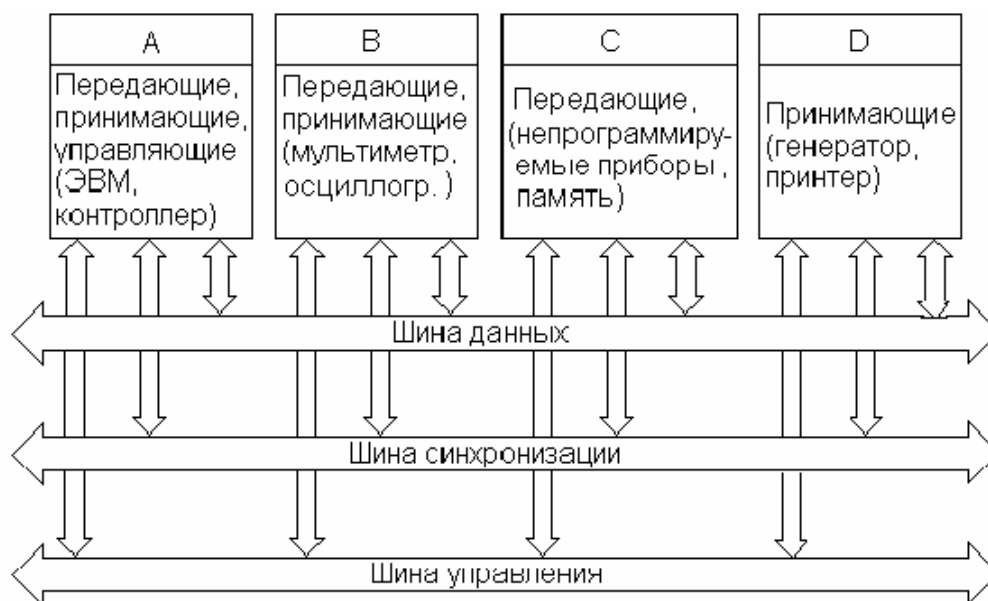 A
Передающие,
принимающие,
управляющие
(ЭВМ,
контроллер)
B
Передающие,
принимающие
(мультиметр,
осциллогр. )
C
Передающие,
(непрограммируу-
емые приборы ,
память)
D
Принимающие
(генератор,
принтер)
Шина данных
Шина синхронизации
Шина управления